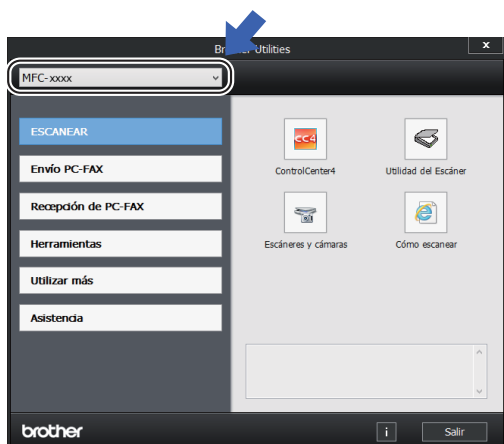 Brother Utilities
x
MFC-xxxx
ESCANEAR
Envío PC-FAX
Recepción de PC-FAX
Herramientas
Utilizar más
Asistencia
CC4
ControlCenter4
Utilidad del Escáner
Escáneres y cámaras
Cómo escanear
brother
i
Salir